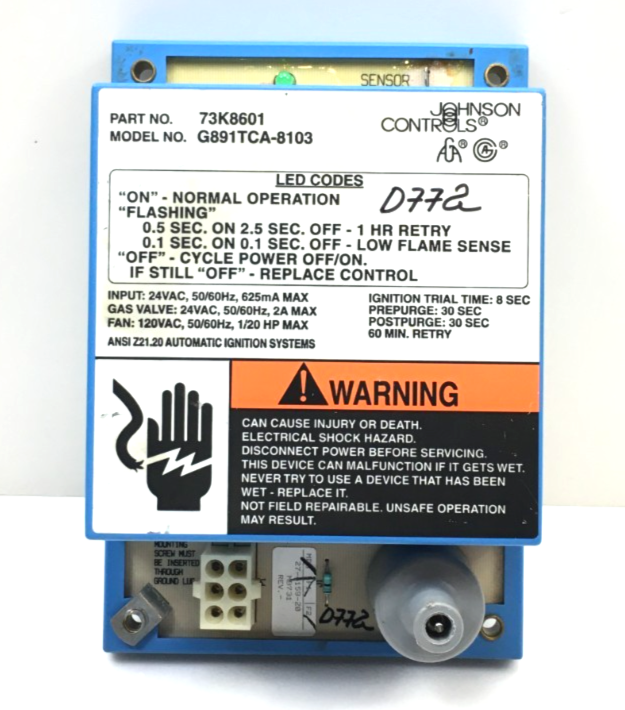 SENSOR
JOHNSON
CONTROLS®
PART NO. 73K8601
MODEL NO. G891TCA-8103
LED CODES
"ON" - NORMAL OPERATION
D772
"FLASHING"
0.5 SEC. ON 2.5 SEC. OFF - 1 HR RETRY
0.1 SEC. ON 0.1 SEC. OFF - LOW FLAME SENSE
"OFF" - CYCLE POWER OFF/ON.
IF STILL "OFF" - REPLACE CONTROL
INPUT: 24VAC, 50/60Hz, 625mA MAX
GAS VALVE: 24VAC, 50/60Hz, 2A MAX
FAN: 120VAC, 50/60Hz, 1/20 HP MAX
ANSI Z21.20 AUTOMATIC IGNITION SYSTEMS
IGNITION TRIAL TIME: 8 SEC
PREPURGE: 30 SEC
POSTPURGE: 30 SEC
60 MIN. RETRY
WARNING
CAN CAUSE INJURY OR DEATH.
ELECTRICAL SHOCK HAZARD.
DISCONNECT POWER BEFORE SERVICING.
THIS DEVICE CAN MALFUNCTION IF IT GETS WET.
NEVER TRY TO USE A DEVICE THAT HAS BEEN
WET - REPLACE IT.
NOT FIELD REPAIRABLE. UNSAFE OPERATION
MAY RESULT.
MOUNTING
SCREW MUST
BE INSERTED
THROUGH
GROUND LUG
REV.
D772